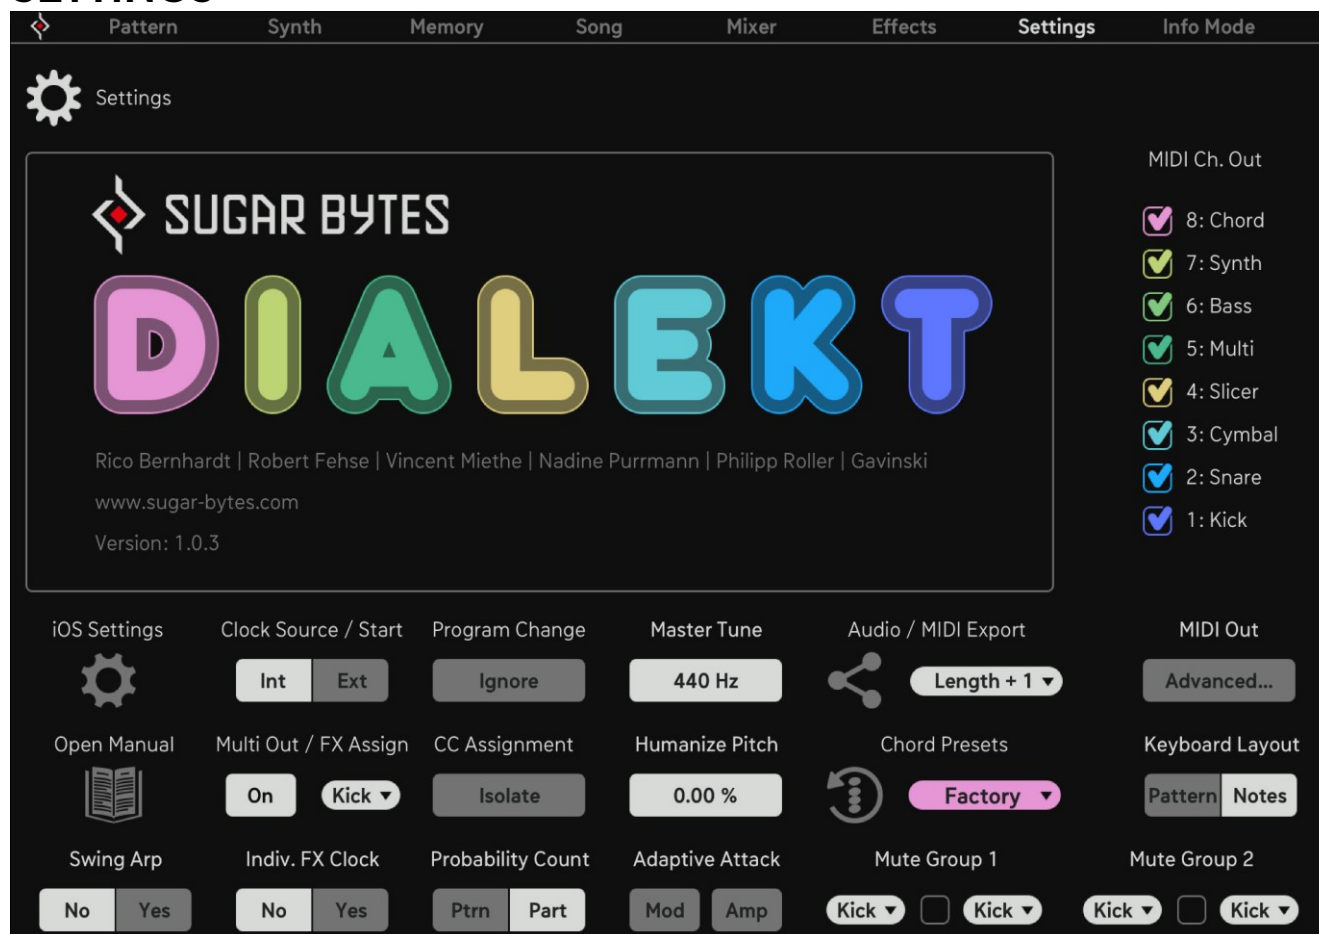 SETTINGS
Pattern Synth Memory Song Mixer Effects Settings Info Mode
Settings
MIDI Ch. Out
SUGAR BYTES
DIALEKT
8: Chord
7: Synth
6: Bass
5: Multi
4: Slicer
3: Cymbal
2: Snare
1: Kick
Rico Bernhardt | Robert Fehse | Vincent Miethe | Nadine Purrmann | Philipp Roller | Gavinski
www.sugar-bytes.com
Version: 1.0.3
iOS Settings Clock Source / Start Program Change Master Tune Audio / MIDI Export MIDI Out
Int Ext Ignore 440 Hz Length + 1 Advanced...
Open Manual Multi Out / FX Assign CC Assignment Humanize Pitch Chord Presets Keyboard Layout
On Kick Isolate 0.00 % Factory Pattern Notes
Swing Arp Indiv. FX Clock Probability Count Adaptive Attack Mute Group 1 Mute Group 2
No Yes No Yes Ptrn Part Mod Amp Kick Kick Kick Kick